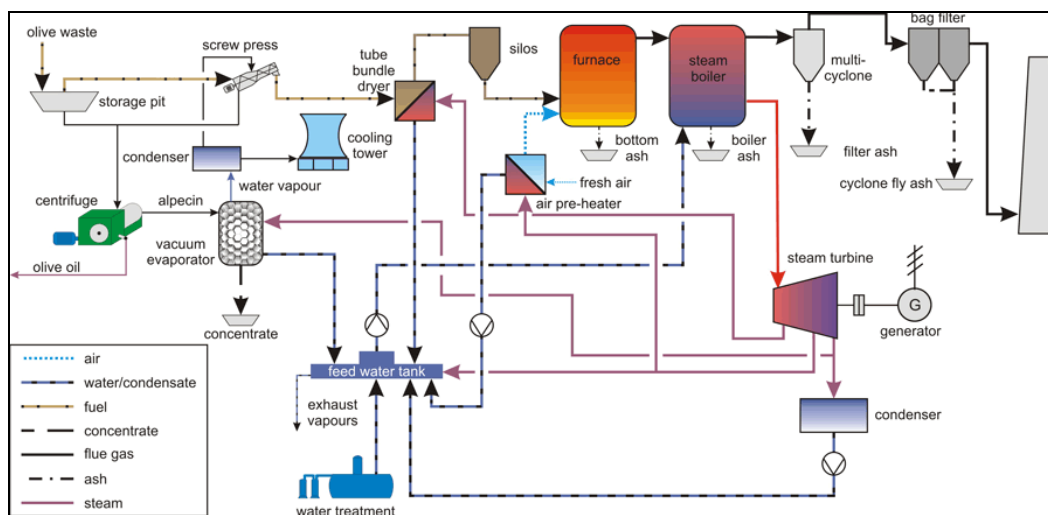 olive waste
storage pit
screw press
tube
bundle
dryer
silos
furnace
steam
boiler
multi-
cyclone
bag filter
condenser
cooling
tower
water vapour
bottom
ash
boiler
ash
filter ash
cyclone fly ash
fresh air
air pre-heater
centrifuge
alpecin
vacuum
evaporator
olive oil
concentrate
steam turbine
G
generator
feed water tank
exhaust
vapours
condenser
water treatment
air
water/condensate
fuel
concentrate
flue gas
ash
steam